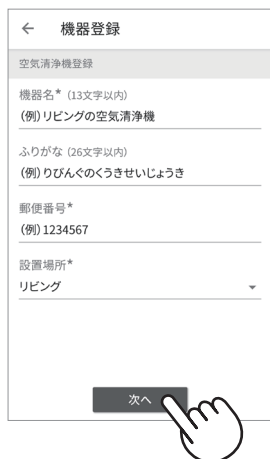 ← 機器登録
空気清浄機登録
機器名*（13文字以内）
（例）リビングの空気清浄機
ふりがな（26文字以内）
（例）りびんぐのくうきせいじょうき
郵便番号*
（例）1234567
設置場所*
リビング
次へ